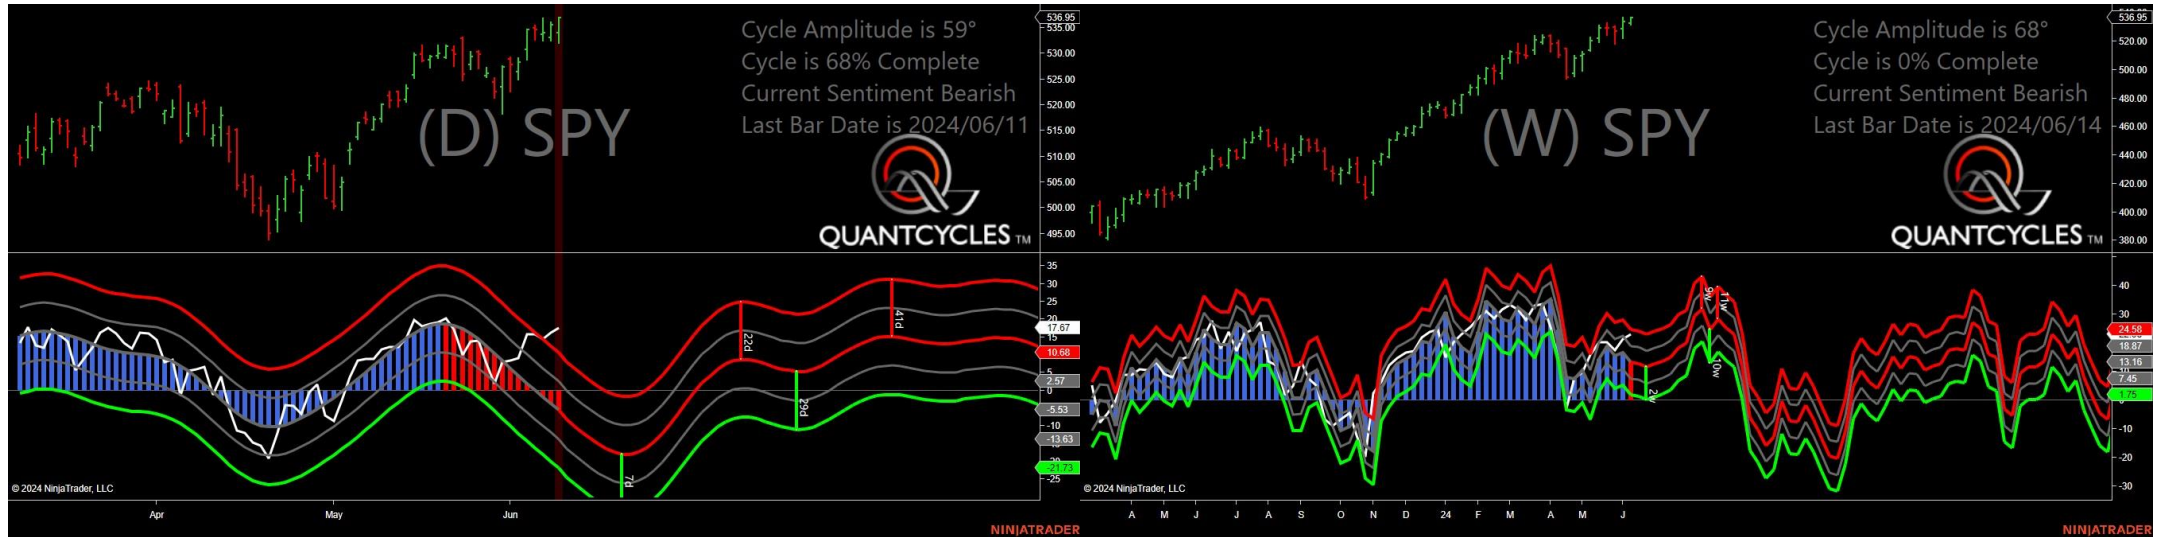 Cycle Amplitude is 59°
Cycle is 68% Complete
Current Sentiment Bearish
Last Bar Date is 2024/06/11
(D) SPY
QUANTCYCLES TM
536.95
535.00
530.00
525.00
520.00
515.00
510.00
505.00
500.00
495.00
35
30
25
20
17.67
10.68
5
2.57
0
-5.53
-10
-13.63
-21.73
-25
7d
22d
29d
41d
© 2024 NinjaTrader, LLC
Apr May Jun
NINJATRADER
Cycle Amplitude is 68°
Cycle is 0% Complete
Current Sentiment Bearish
Last Bar Date is 2024/06/14
(W) SPY
QUANTCYCLES TM
536.95
520.00
500.00
480.00
460.00
440.00
420.00
400.00
380.00
40
30
24.58
18.87
13.16
7.45
1.75
-10
-20
-30
2w
9w
11w
© 2024 NinjaTrader, LLC
A M J J A S O N D 24 F M A M J
NINJATRADER